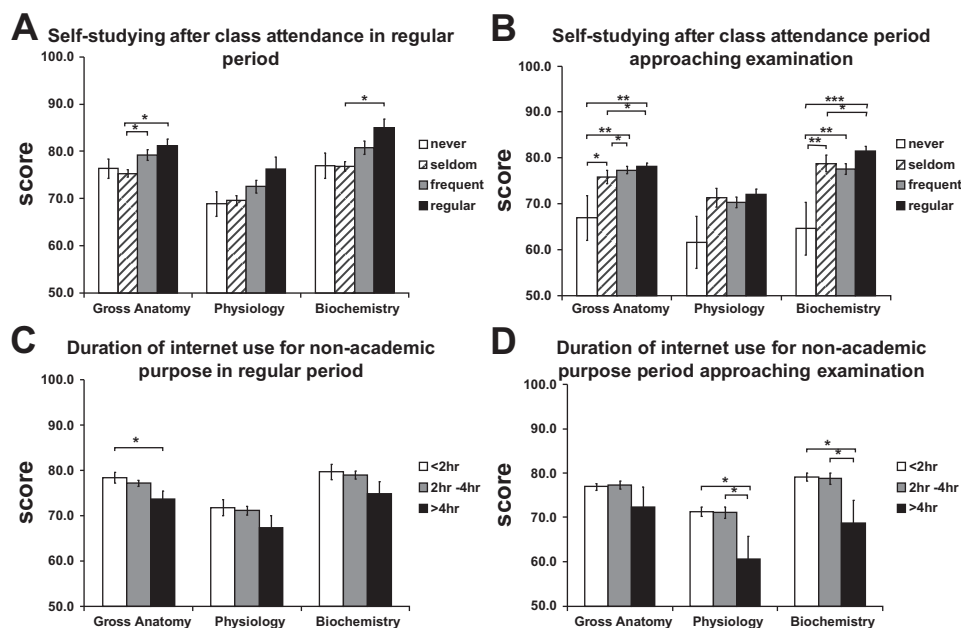 A Self-studying after class attendance in regular
period
100.0
90.0
80.0
70.0
60.0
50.0
score
* *
*
never
seldom
frequent
regular
Gross Anatomy Physiology Biochemistry
B Self-studying after class attendance period
approaching examination
100.0
90.0
80.0
70.0
60.0
50.0
score
**
*
**
*
*
***
*
**
**
never
seldom
frequent
regular
Gross Anatomy Physiology Biochemistry
C Duration of internet use for non-academic
purpose in regular period
100.0
90.0
80.0
70.0
60.0
50.0
score
*
<2hr
2hr -4hr
>4hr
Gross Anatomy Physiology Biochemistry
D Duration of internet use for non-academic
purpose period approaching examination
100.0
90.0
80.0
70.0
60.0
50.0
score
*
*
*
*
<2hr
2hr -4hr
>4hr
Gross Anatomy Physiology Biochemistry